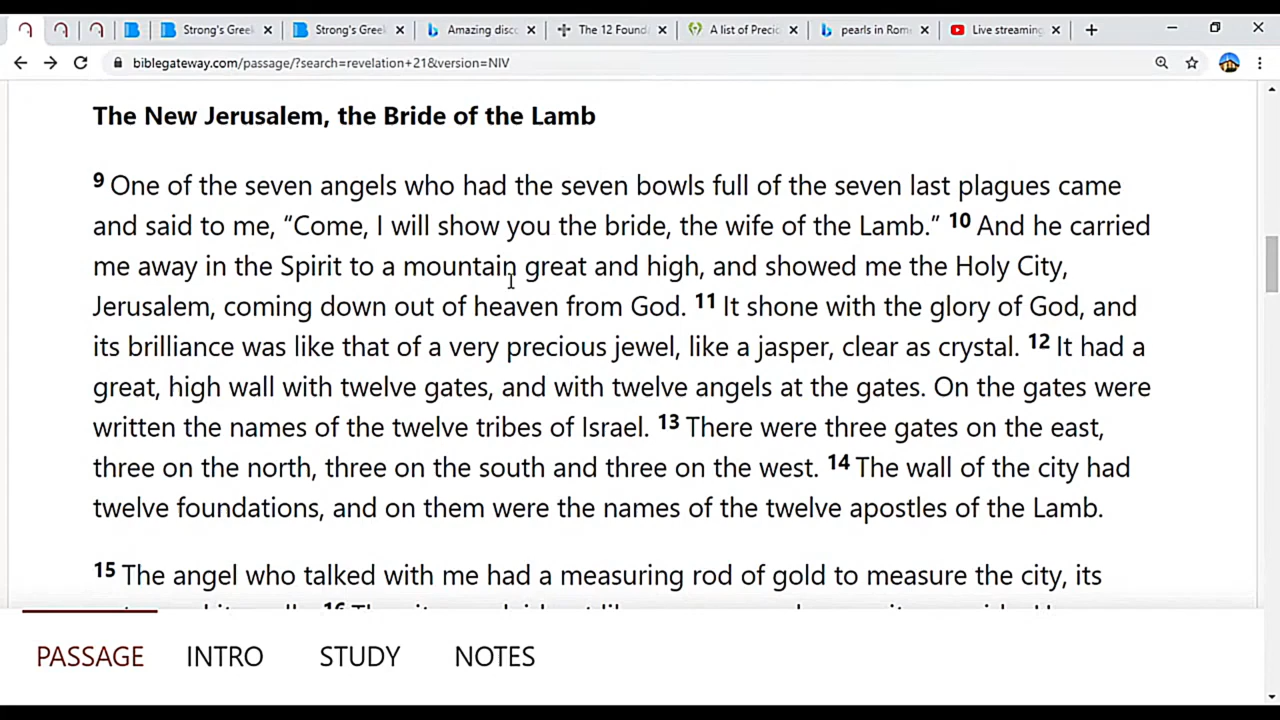 Strong's Greek
Strong's Greek
Amazing disc
The 12 Found
A list of Preci
pearls in Rom
Live streaming
biblegateway.com/passage/?search=revelation+21&version=NIV
The New Jerusalem, the Bride of the Lamb
9 One of the seven angels who had the seven bowls full of the seven last plagues came
and said to me, “Come, I will show you the bride, the wife of the Lamb.” 10 And he carried
me away in the Spirit to a mountain great and high, and showed me the Holy City,
Jerusalem, coming down out of heaven from God. 11 It shone with the glory of God, and
its brilliance was like that of a very precious jewel, like a jasper, clear as crystal. 12 It had a
great, high wall with twelve gates, and with twelve angels at the gates. On the gates were
written the names of the twelve tribes of Israel. 13 There were three gates on the east,
three on the north, three on the south and three on the west. 14 The wall of the city had
twelve foundations, and on them were the names of the twelve apostles of the Lamb.
15 The angel who talked with me had a measuring rod of gold to measure the city, its
PASSAGE INTRO STUDY NOTES